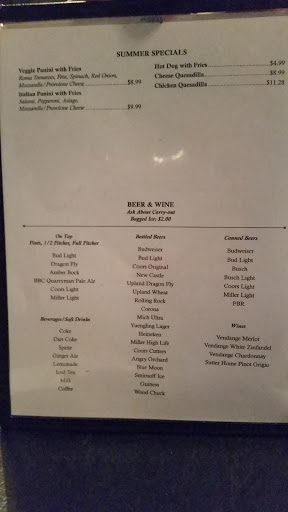 SUMMER SPECIALS
Veggie Panini with Fries
Roma Tomatoes, Feta, Spinach, Red Onion,
Mozzarella/Provolone Cheese $8.99
Italian Panini with Fries
Salami, Pepperoni, Asiago,
Mozzarella/Provolone Cheese $9.99
Hot Dog with Fries $4.99
Cheese Quesadilla $8.99
Chicken Quesadilla $11.28
BEER & WINE
Ask About Carry-out
Bagged Ice: $2.00
On Tap
Pints, 1/2 Pitcher, Full Pitcher
Bud Light
Dragon Fly
Amber Bock
BBC Quarryman Pale Ale
Coors Light
Miller Light
Beverages/Soft Drinks
Coke
Diet Coke
Sprite
Ginger Ale
Lemonade
Iced Tea
Milk
Coffee
Bottled Beers
Budweiser
Bud Light
Coors Original
New Castle
Upland Dragon Fly
Upland Wheat
Rolling Rock
Corona
Mich Ultra
Yuengling Lager
Heineken
Miller High Life
Coors Cutters
Angry Orchard
Blue Moon
Smirnoff Ice
Guiness
Wood Chuck
Canned Beers
Budweiser
Bud Light
Busch
Busch Light
Coors Light
Miller Light
PBR
Wines
Vendange Merlot
Vendange White Zinfindel
Vendange Chardonnay
Sutter Home Pinot Grigio